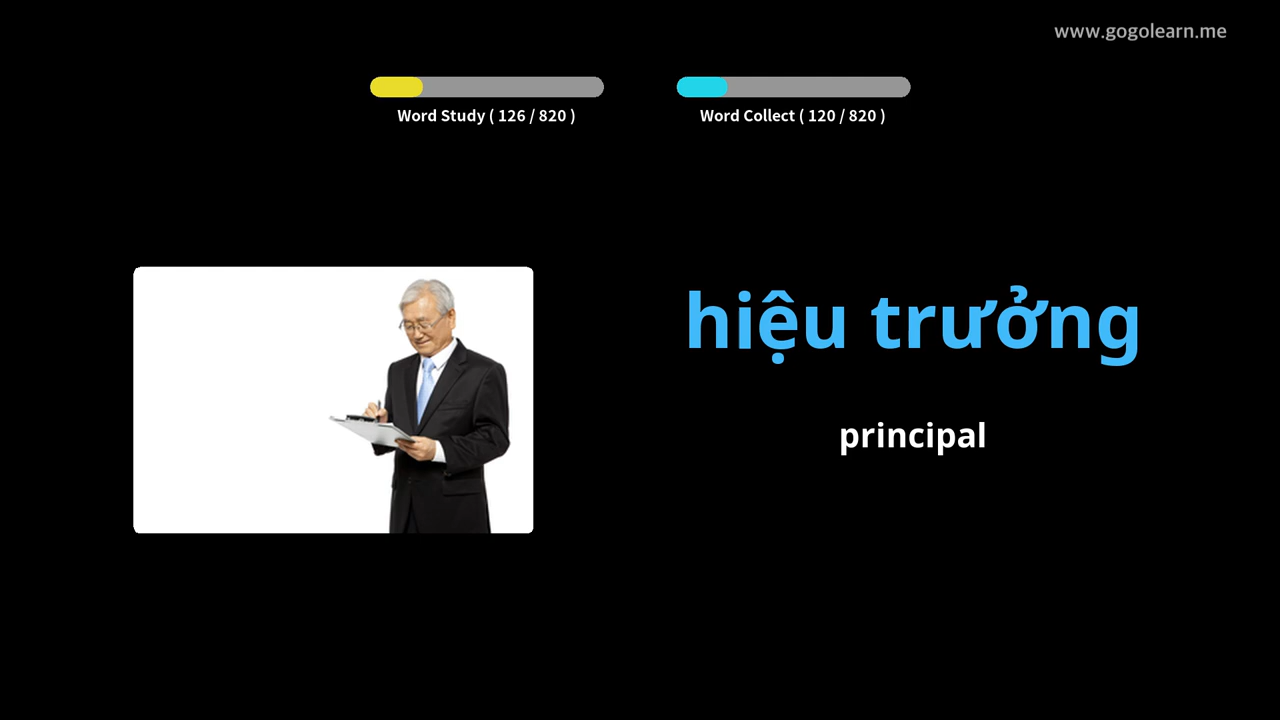 www.gogolearn.me
Word Study ( 126 / 820 )
Word Collect ( 120 / 820 )
hiệu trưởng
principal